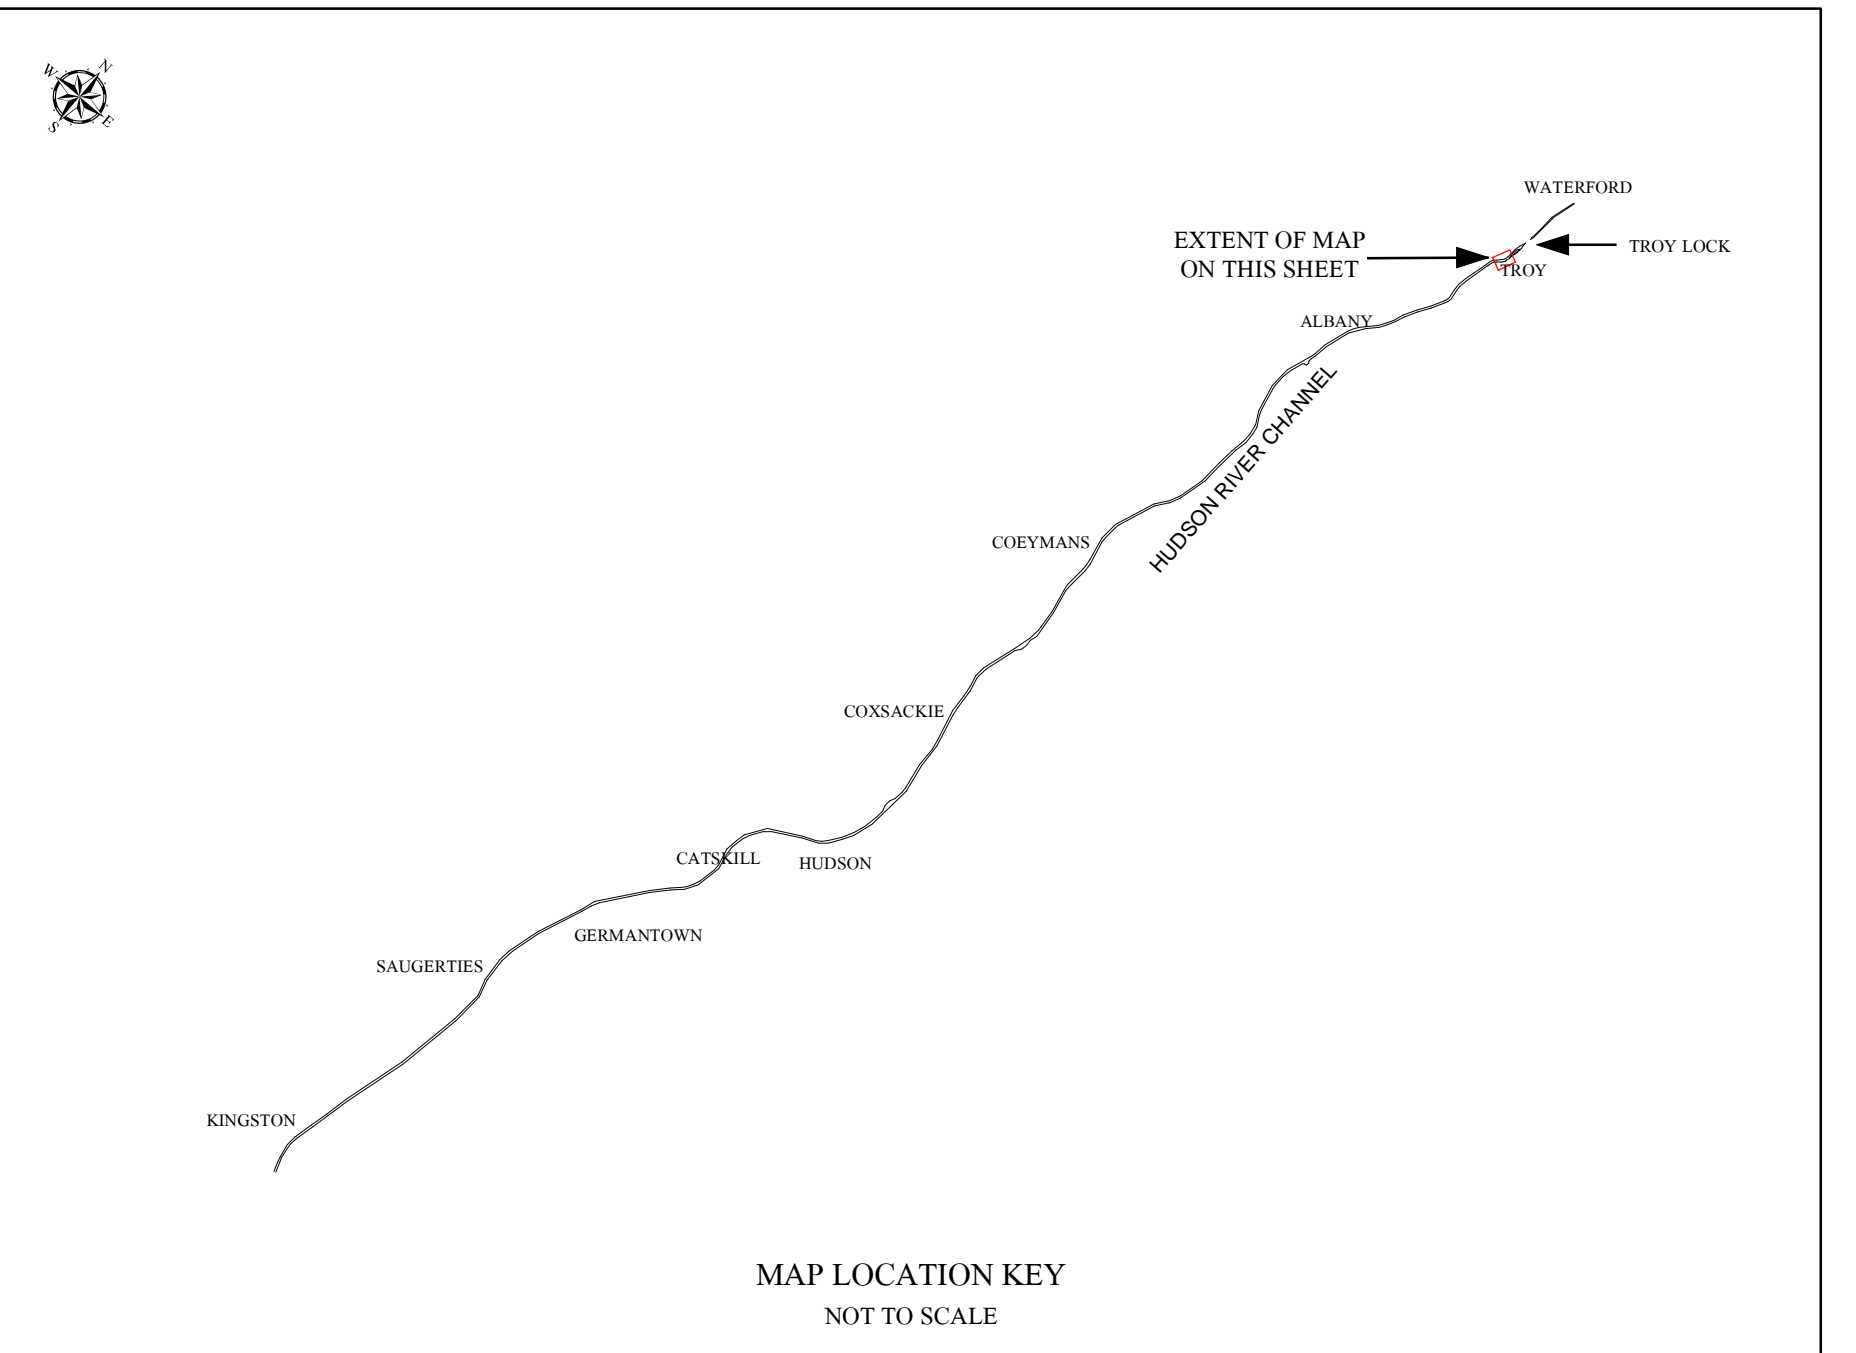 W
N
S
E
WATERFORD
EXTENT OF MAP
ON THIS SHEET
TROY LOCK
TROY
ALBANY
HUDSON RIVER CHANNEL
COEYMANS
COXSACKIE
CATSKILL
HUDSON
GERMANTOWN
SAUGERTIES
KINGSTON
MAP LOCATION KEY
NOT TO SCALE